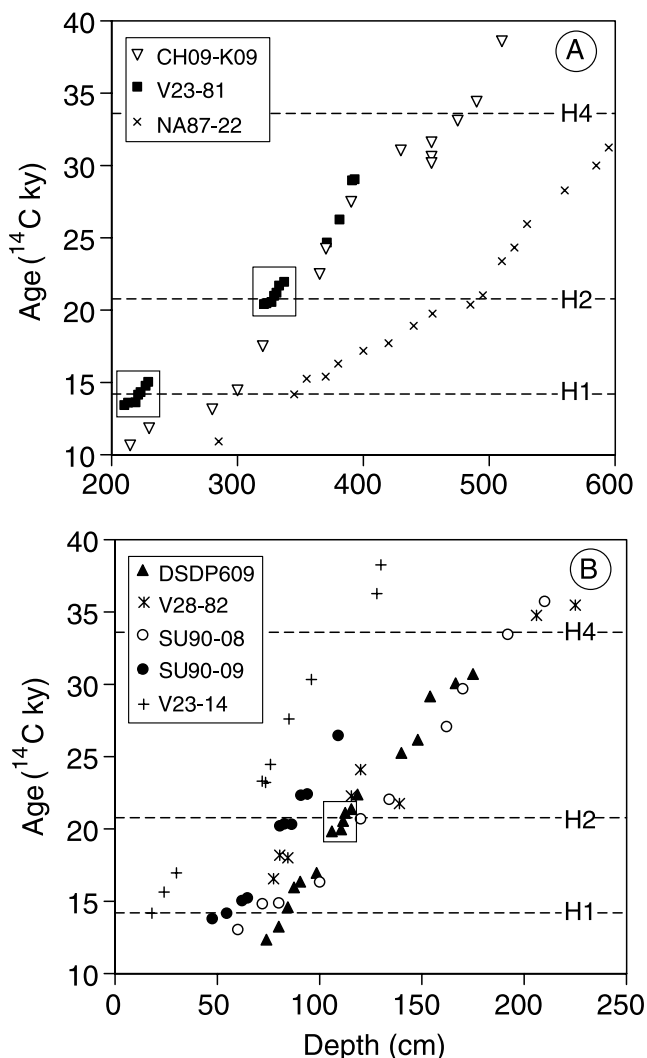 A
CH09-K09
V23-81
NA87-22
40
35
30
25
20
15
10
Age (¹⁴C ky)
H4
H2
H1
200
300
400
500
600
B
DSDP609
V28-82
SU90-08
SU90-09
V23-14
40
35
30
25
20
15
10
Age (¹⁴C ky)
H4
H2
H1
0
50
100
150
200
250
Depth (cm)